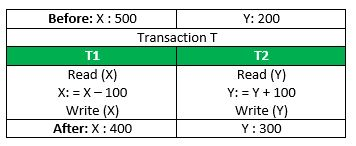 Before: X : 500 Y: 200
Transaction T
T1 T2
Read (X) Read (Y)
X: = X – 100 Y: = Y + 100
Write (X) Write (Y)
After: X : 400 Y : 300